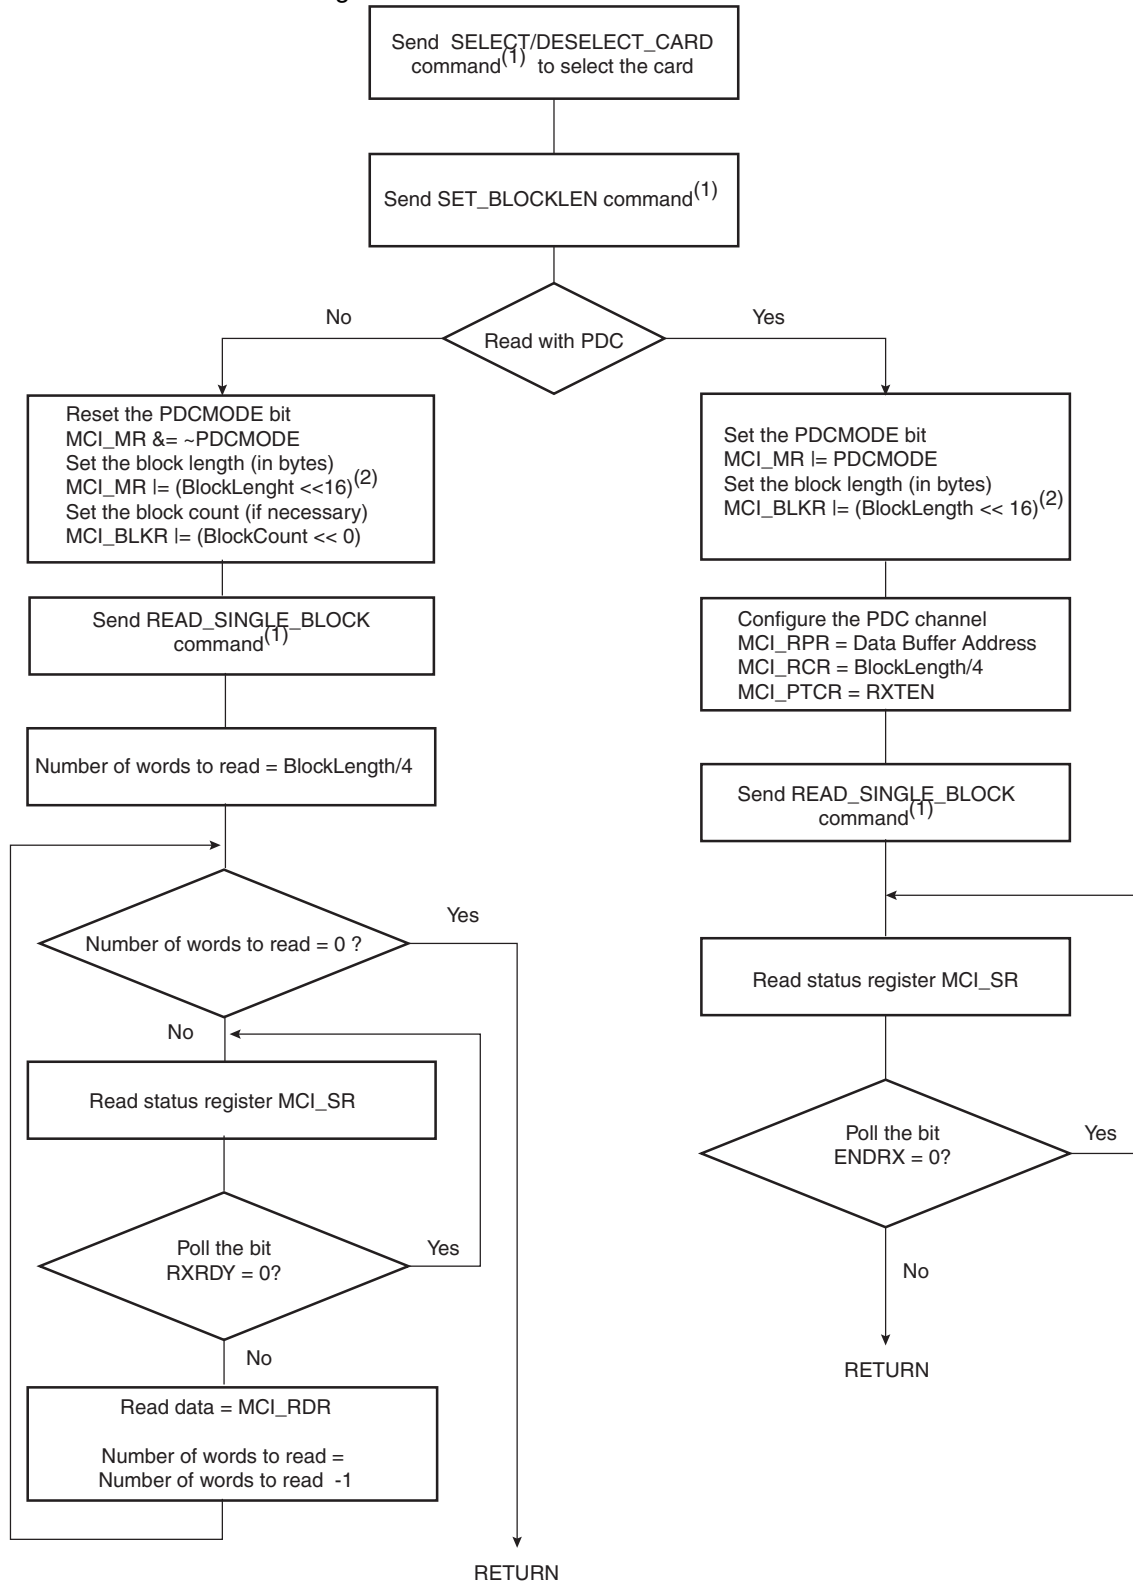 Send SELECT/DESELECT_CARD
command(1) to select the card
Send SET_BLOCKLEN command(1)
No
Yes
Read with PDC
Reset the PDCMODE bit
MCI_MR &= ~PDCMODE
Set the block length (in bytes)
MCI_MR |= (BlockLenght <<16)(2)
Set the block count (if necessary)
MCI_BLKR |= (BlockCount << 0)
Send READ_SINGLE_BLOCK
command(1)
Number of words to read = BlockLength/4
Number of words to read = 0 ?
Yes
No
Read status register MCI_SR
Poll the bit
RXRDY = 0?
Yes
No
Read data = MCI_RDR
Number of words to read =
Number of words to read -1
RETURN
Set the PDCMODE bit
MCI_MR |= PDCMODE
Set the block length (in bytes)
MCI_BLKR |= (BlockLength << 16)(2)
Configure the PDC channel
MCI_RPR = Data Buffer Address
MCI_RCR = BlockLength/4
MCI_PTCR = RXTEN
Send READ_SINGLE_BLOCK
command(1)
Read status register MCI_SR
Poll the bit
ENDRX = 0?
Yes
No
RETURN